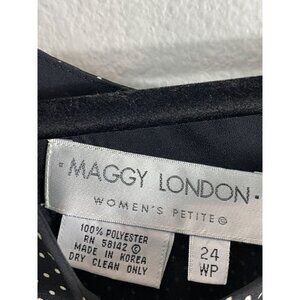 · MAGGY LONDON ·
WOMEN'S PETITE©
100% POLYESTER
RN 58142 ©
MADE IN KOREA
DRY CLEAN ONLY
24
WP